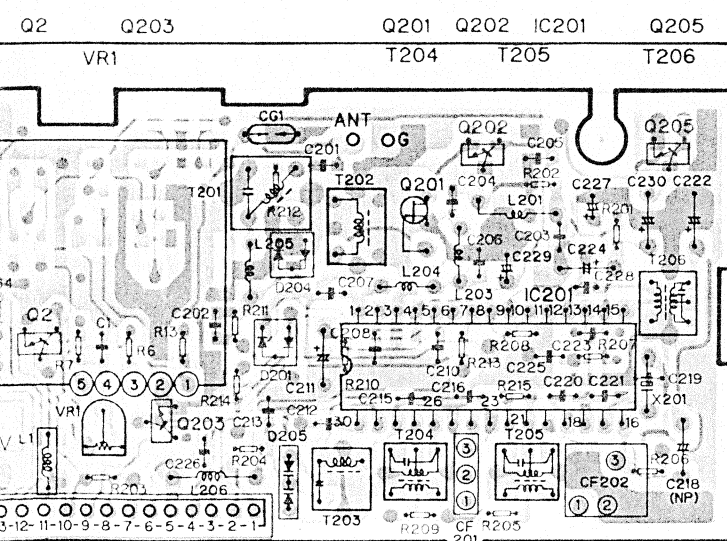 Q2 Q203 Q201 Q202 IC201 Q205
VR1 T204 T205 T206
CG1 ANT G Q202 C205 Q205
C201
T201 T202 Q201 C204 R202 C227 C230 C222
R212 L201 R201
L205 C206 C203 C224
D204 C207 L204 C229 C228 T206
L203 IC201
Q2 C1 R13 C202 R211 C208 1 2 3 4 5 6 7 8 9 10 11 12 13 14 15
R7 R6 D201 C210 R213 R208 C223 R207
C225
5 4 3 2 1 R214 C211 R210 C216 R215 C220 C221 C219
C215 26 23 X201
VR1 Q203 C213 C212 30 21 18 16
L1 D205 T204 T205
C226 R204 3 3 R206
L206 2 CF202 C218
R203 1 1 2 (NP)
T203
R209 CF R205
201
3-12-11-10-9-8-7-6-5-4-3-2-1